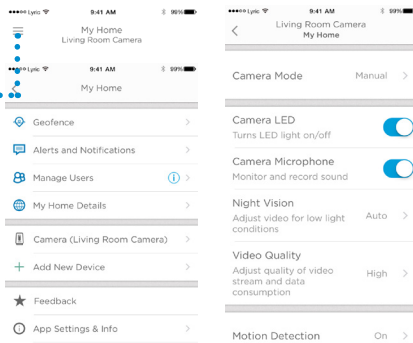 Lyric 9:41 AM 99%
My Home
Living Room Camera
Lyric 9:41 AM 99%
My Home
Geofence
Alerts and Notifications
Manage Users
My Home Details
Camera (Living Room Camera)
Add New Device
Feedback
App Settings & Info
Lyric 9:41 AM 99%
Living Room Camera
My Home
Camera Mode Manual
Camera LED
Turns LED light on/off
Camera Microphone
Monitor and record sound
Night Vision
Adjust video for low light Auto
conditions
Video Quality
Adjust quality of video
stream and data High
consumption
Motion Detection On